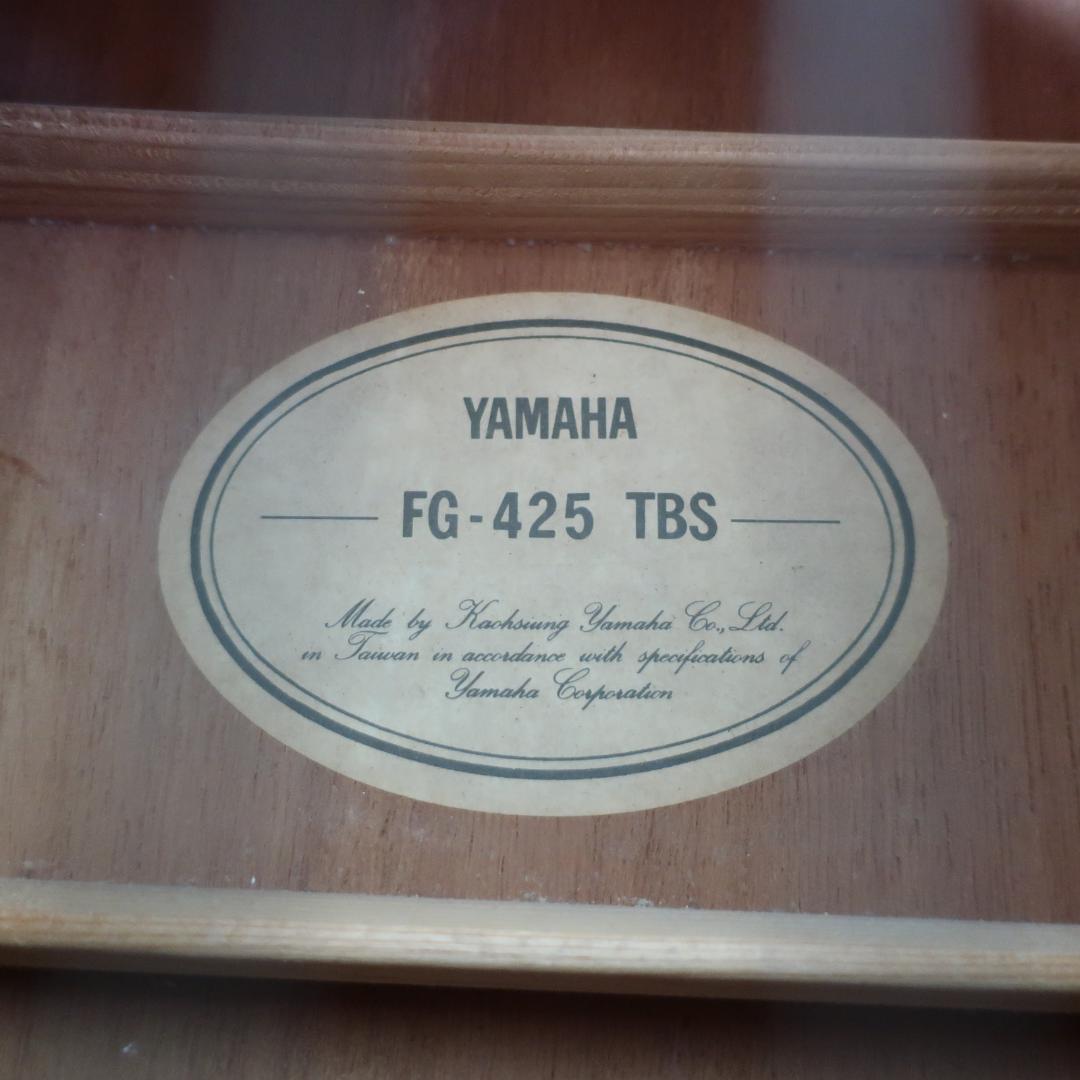 YAMAHA
FG-425 TBS
Made by Kaohsiung Yamaha Co., Ltd.
in Taiwan in accordance with specifications of
Yamaha Corporation